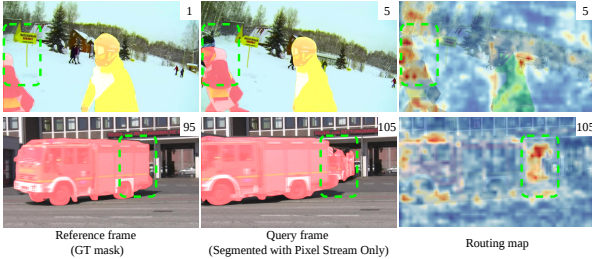 1
5
5
95
105
105
Reference frame
(GT mask)
Query frame
(Segmented with Pixel Stream Only)
Routing map